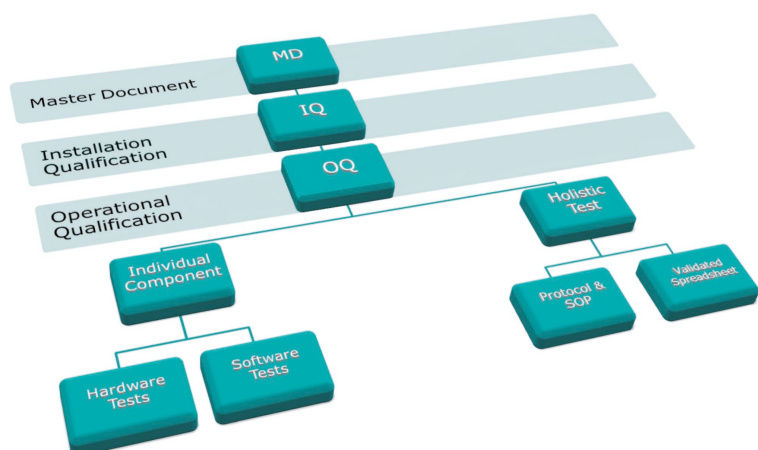 MD
Master Document
IQ
Installation
Qualification
OQ
Operational
Qualification
Holistic
Test
Individual
Component
Protocol &
SOP
Validated
Spreadsheet
Hardware
Tests
Software
Tests